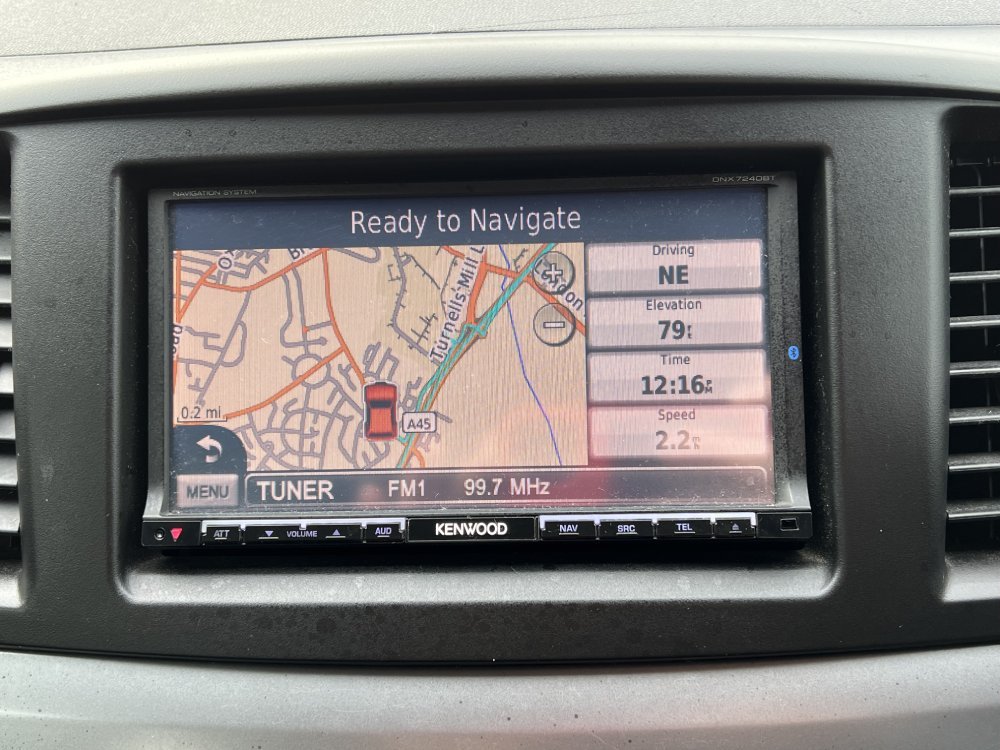 NAVIGATION SYSTEM
DNX7240BT
Ready to Navigate
Turnells Mill L
Driving
NE
Elevation
79
Time
12:16 PM
Speed
2.2
0.2 mi
A45
MENU
TUNER FM1 99.7 MHz
ATT
VOLUME
AUD
KENWOOD
NAV
SRC
TEL